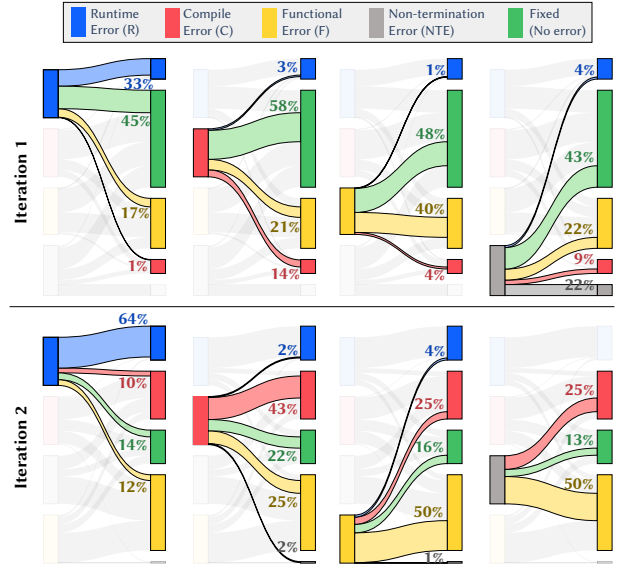 Runtime
Error (R)
Compile
Error (C)
Functional
Error (F)
Non-termination
Error (NTE)
Fixed
(No error)
Iteration 1
33%
45%
17%
1%
3%
58%
21%
14%
1%
48%
40%
4%
4%
43%
22%
9%
22%
Iteration 2
64%
10%
14%
12%
2%
43%
22%
25%
2%
4%
25%
16%
50%
1%
25%
13%
50%